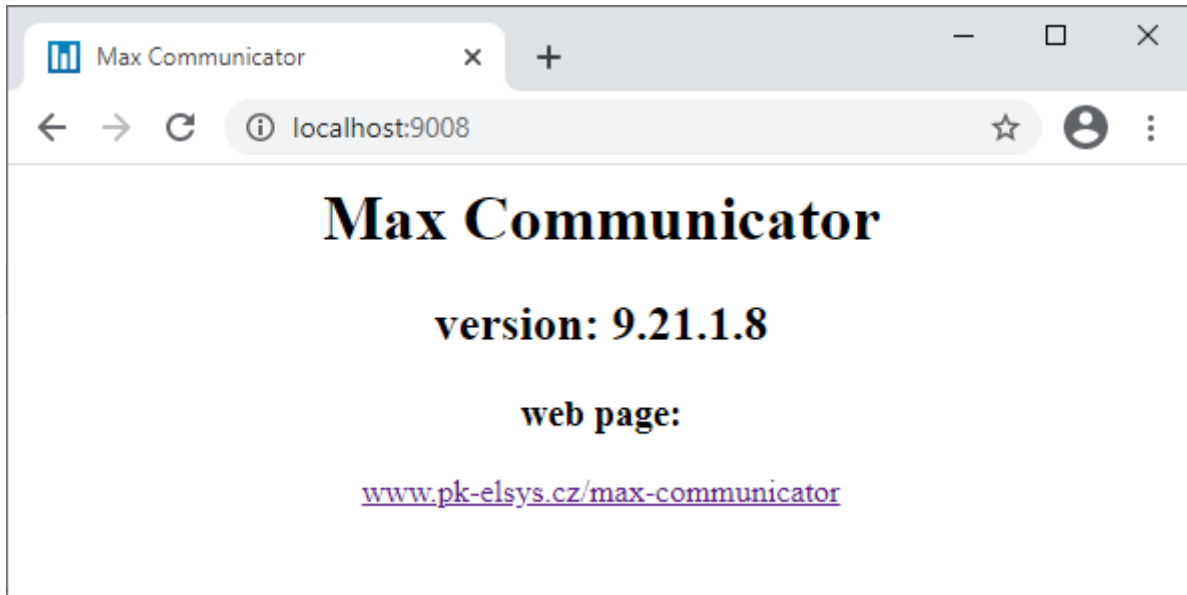 Max Communicator
localhost:9008
Max Communicator
version: 9.21.1.8
web page:
www.pk-elsys.cz/max-communicator